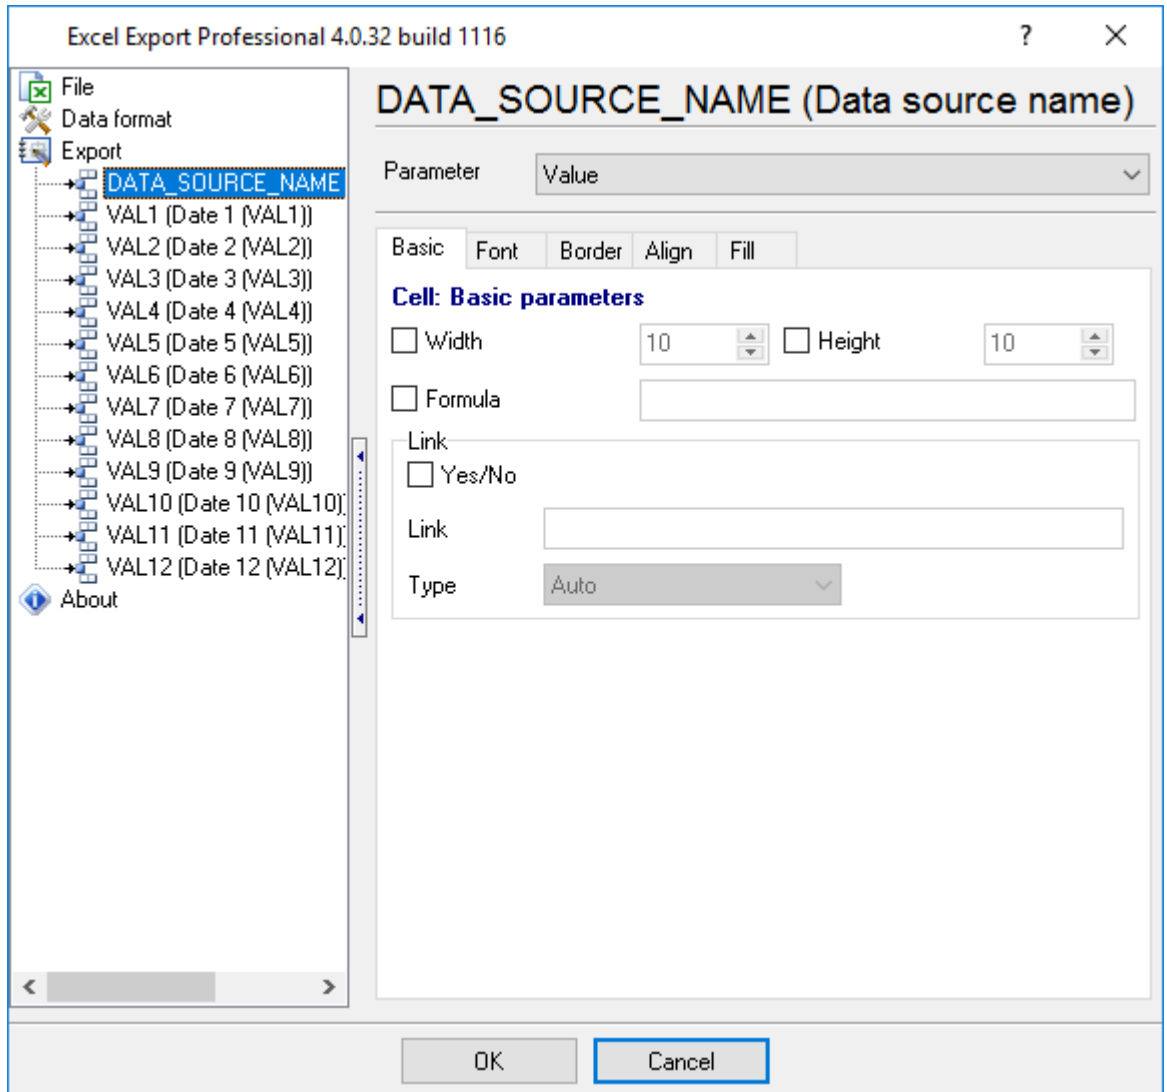 Excel Export Professional 4.0.32 build 1116
File
Data format
Export
DATA_SOURCE_NAME
VAL1 (Date 1 (VAL1))
VAL2 (Date 2 (VAL2))
VAL3 (Date 3 (VAL3))
VAL4 (Date 4 (VAL4))
VAL5 (Date 5 (VAL5))
VAL6 (Date 6 (VAL6))
VAL7 (Date 7 (VAL7))
VAL8 (Date 8 (VAL8))
VAL9 (Date 9 (VAL9))
VAL10 (Date 10 (VAL10))
VAL11 (Date 11 (VAL11))
VAL12 (Date 12 (VAL12))
About
DATA_SOURCE_NAME (Data source name)
Parameter Value
Basic Font Border Align Fill
Cell: Basic parameters
Width 10 Height 10
Formula
Link
Yes/No
Link
Type Auto
OK Cancel